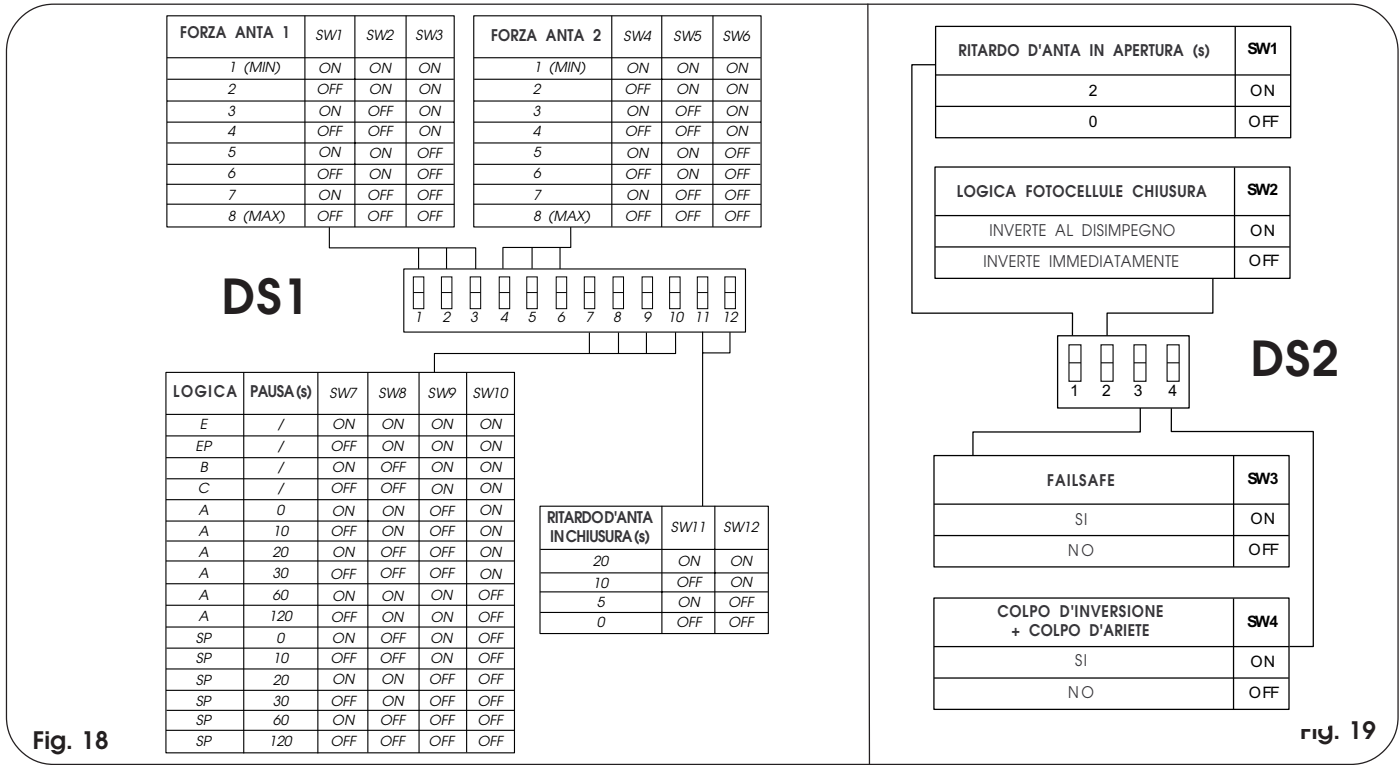 FORZA ANTA 1 SW1 SW2 SW3
1 (MIN) ON ON ON
2 OFF ON ON
3 ON OFF ON
4 OFF OFF ON
5 ON ON OFF
6 OFF ON OFF
7 ON OFF OFF
8 (MAX) OFF OFF OFF
FORZA ANTA 2 SW4 SW5 SW6
1 (MIN) ON ON ON
2 OFF ON ON
3 ON OFF ON
4 OFF OFF ON
5 ON ON OFF
6 OFF ON OFF
7 ON OFF OFF
8 (MAX) OFF OFF OFF
DS1
1 2 3 4 5 6 7 8 9 10 11 12
LOGICA PAUSA (s) SW7 SW8 SW9 SW10
E / ON ON ON ON
EP / OFF ON ON ON
B / ON OFF ON ON
C / OFF OFF ON ON
A 0 ON ON OFF ON
A 10 OFF ON OFF ON
A 20 ON OFF OFF ON
A 30 OFF OFF OFF ON
A 60 ON ON ON OFF
A 120 OFF ON ON OFF
SP 0 ON OFF ON OFF
SP 10 OFF OFF ON OFF
SP 20 ON ON OFF OFF
SP 30 OFF ON OFF OFF
SP 60 ON OFF OFF OFF
SP 120 OFF OFF OFF OFF
RITARDO D'ANTA
IN CHIUSURA (s) SW11 SW12
20 ON ON
10 OFF ON
5 ON OFF
0 OFF OFF
Fig. 18
RITARDO D'ANTA IN APERTURA (s) SW1
2 ON
0 OFF
LOGICA FOTOCELLULE CHIUSURA SW2
INVERTE AL DISIMPEGNO ON
INVERTE IMMEDIATAMENTE OFF
DS2
1 2 3 4
FAILSAFE SW3
SI ON
NO OFF
COLPO D'INVERSIONE
+ COLPO D'ARIETE SW4
SI ON
NO OFF
Fig. 19